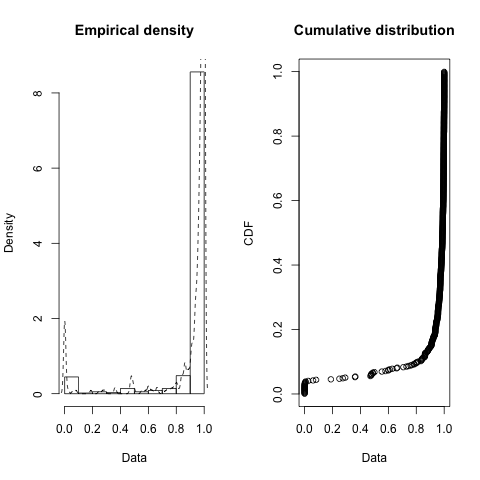 Empirical density
Density
0
2
4
6
8
0.0 0.2 0.4 0.6 0.8 1.0
Data
Cumulative distribution
CDF
0.0
0.2
0.4
0.6
0.8
1.0
0.0 0.2 0.4 0.6 0.8 1.0
Data